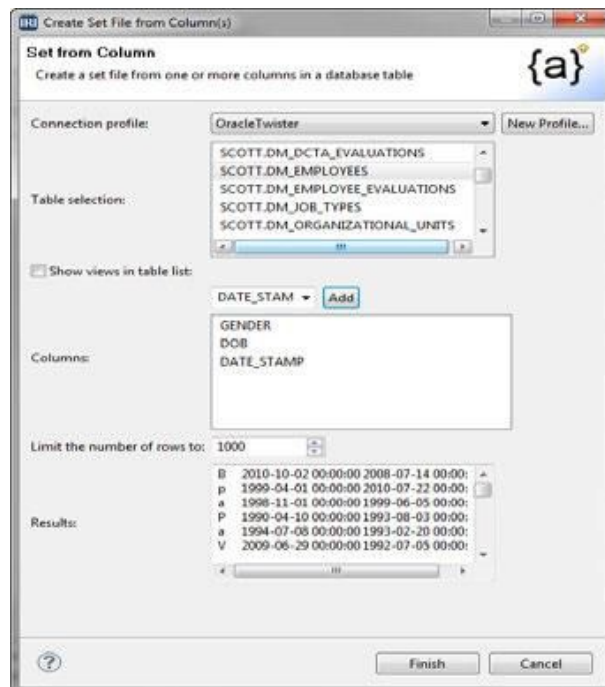 IRI Create Set File from Column(s)
Set from Column
Create a set file from one or more columns in a database table
{a}
Connection profile: OracleTwister New Profile...
SCOTT.DM_DCTA_EVALUATIONS
SCOTT.DM_EMPLOYEES
SCOTT.DM_EMPLOYEE_EVALUATIONS
Table selection:
SCOTT.DM_JOB_TYPES
SCOTT.DM_ORGANIZATIONAL_UNITS
Show views in table list:
DATE_STAM Add
GENDER
DOB
Columns:
DATE_STAMP
Limit the number of rows to: 1000
B 2010-10-02 00:00:00 2008-07-14 00:00:
p 1999-04-01 00:00:00 2010-07-22 00:00:
a 1998-11-01 00:00:00 1999-06-05 00:00:
Results:
P 1990-04-10 00:00:00 1993-08-03 00:00:
a 1994-07-08 00:00:00 1993-02-20 00:00:
V 2009-06-29 00:00:00 1992-07-05 00:00:
? Finish Cancel